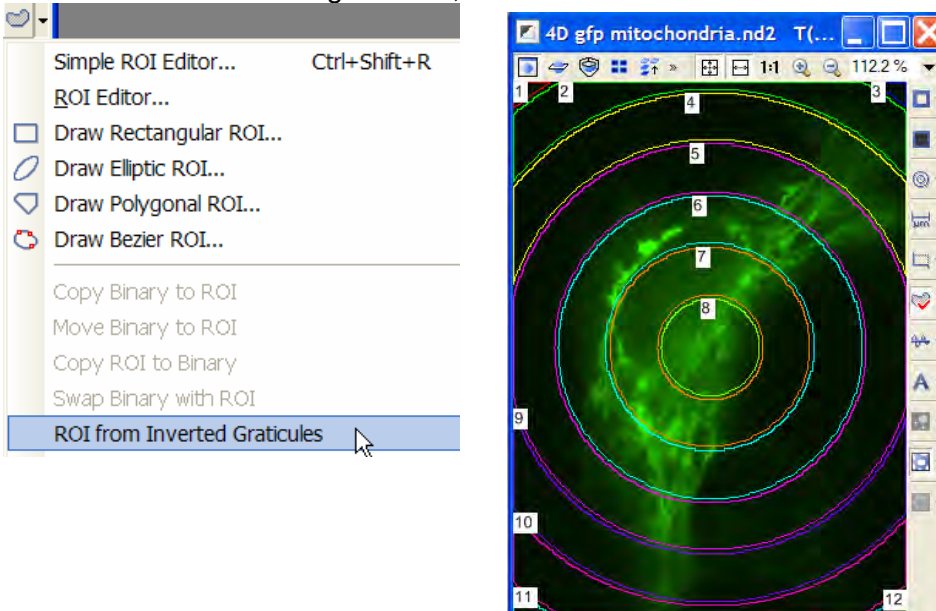 Simple ROI Editor... Ctrl+Shift+R
ROI Editor...
Draw Rectangular ROI...
Draw Elliptic ROI...
Draw Polygonal ROI...
Draw Bezier ROI...
Copy Binary to ROI
Move Binary to ROI
Copy ROI to Binary
Swap Binary with ROI
ROI from Inverted Graticules
4D gfp mitochondria.nd2 T(...
» 1:1 112.2 %
1 2 3
4
5
6
7
8
9
10
11 12
µm
A